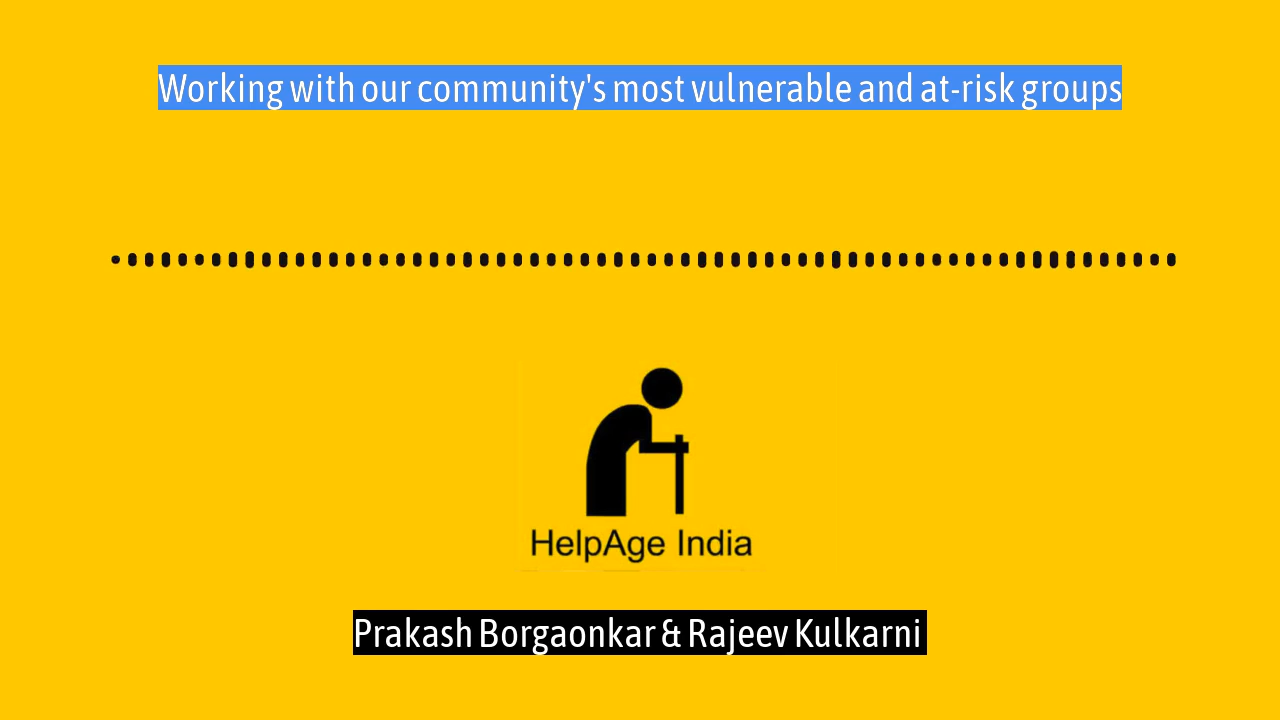 Working with our community's most vulnerable and at-risk groups
HelpAge India
Prakash Borgaonkar & Rajeev Kulkarni